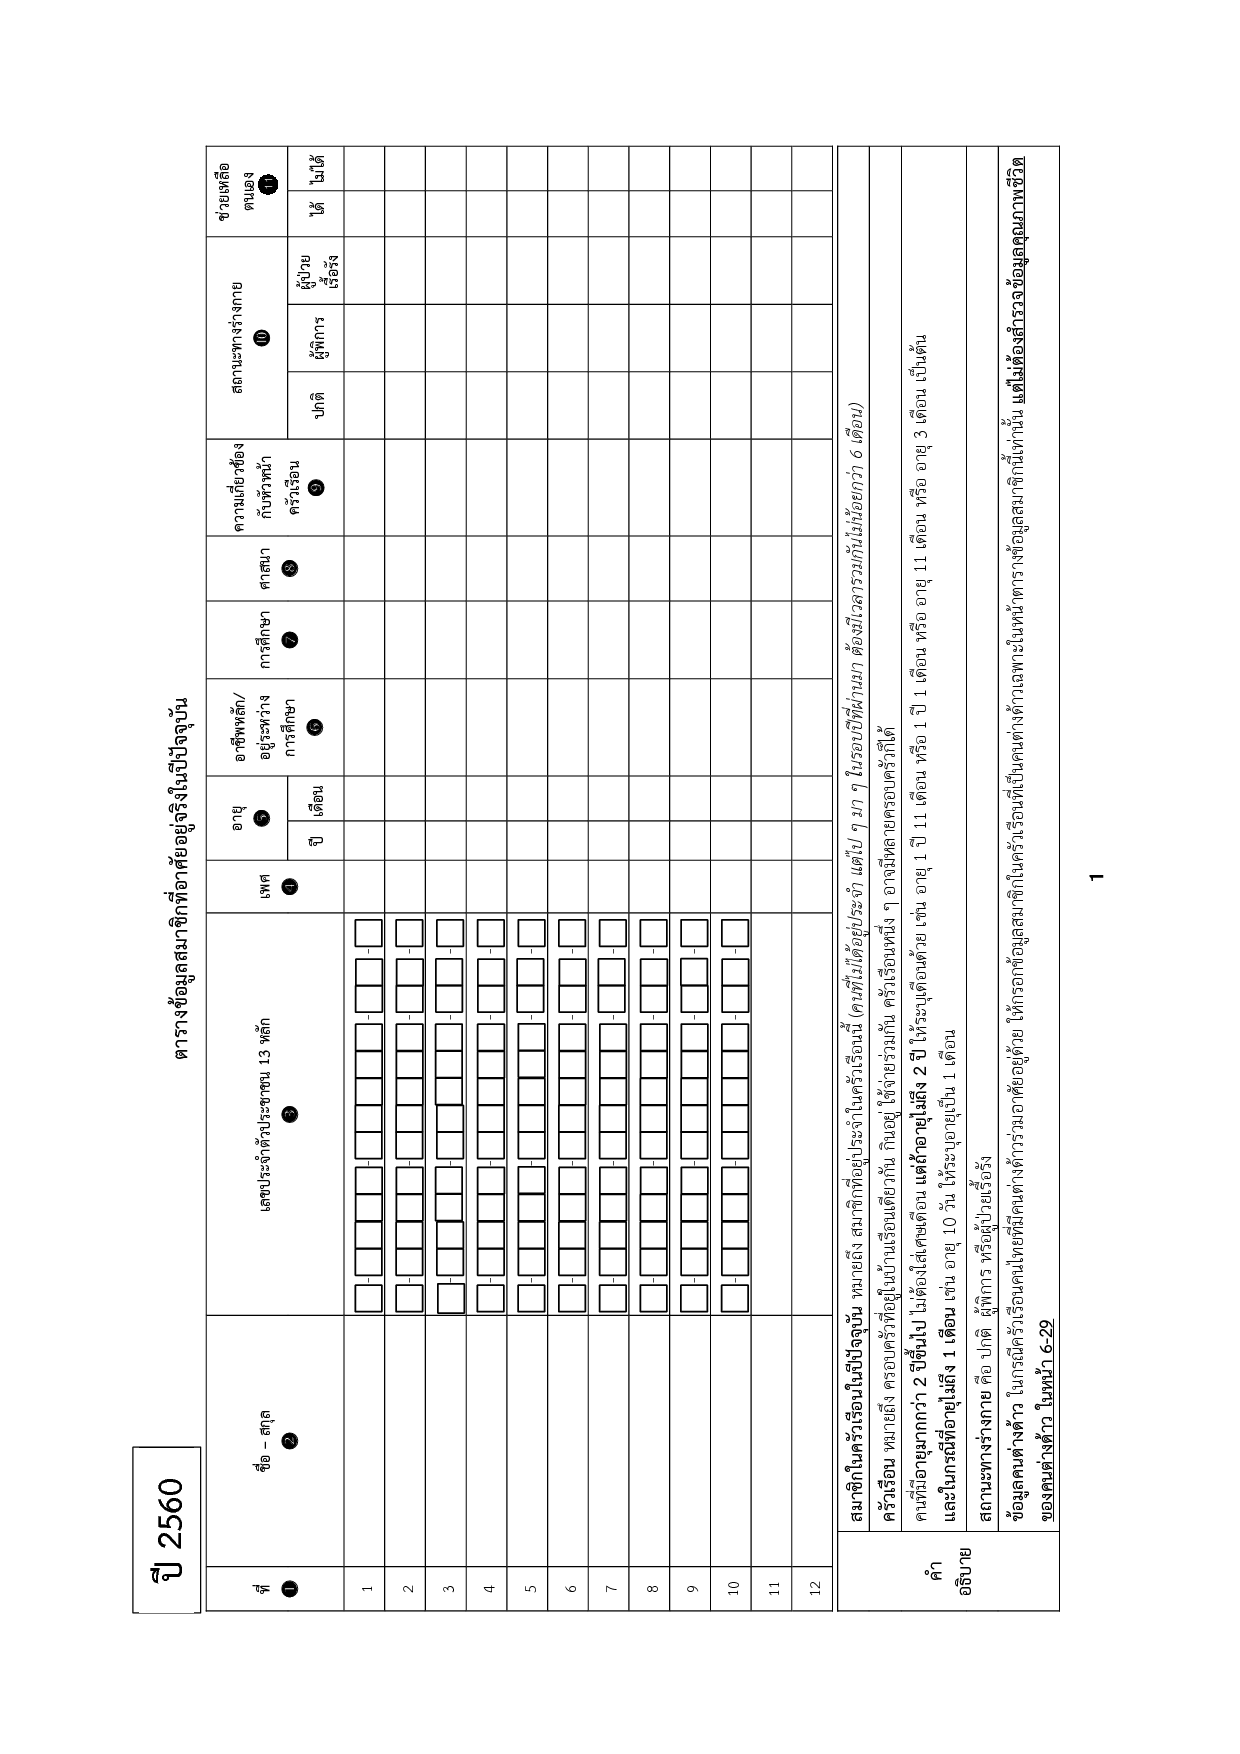 ปี 2560
ตารางข้อมูลสมาชิกที่อาศัยอยู่จริงในปีปัจจุบัน
ที่
❶
ชื่อ – สกุล
❷
เลขประจำตัวประชาชน 13 หลัก
❸
เพศ
❹
อายุ
❺
ปี
เดือน
อาชีพหลัก/
อยู่ระหว่าง
การศึกษา
❻
การศึกษา
❼
ศาสนา
❽
ความเกี่ยวข้อง
กับหัวหน้า
ครัวเรือน
❾
สถานะทางร่างกาย
❿
ปกติ
ผู้พิการ
ผู้ป่วย
เรื้อรัง
ช่วยเหลือ
ตนเอง
⓫
ได้
ไม่ได้
1
2
3
4
5
6
7
8
9
10
11
12
คำ
อธิบาย
สมาชิกในครัวเรือนในปีปัจจุบัน หมายถึง สมาชิกที่อยู่ประจำในครัวเรือนนี้ (คนที่ไม่ได้อยู่ประจำ แต่ไป ๆ มา ๆ ในรอบปีที่ผ่านมา ต้องมีเวลารวมกันไม่น้อยกว่า 6 เดือน)
ครัวเรือน หมายถึง ครอบครัวที่อยู่ในบ้านเรือนเดียวกัน กินอยู่ ใช้จ่ายร่วมกัน ครัวเรือนหนึ่ง ๆ อาจมีหลายครอบครัวก็ได้
คนที่มีอายุมากกว่า 2 ปีขึ้นไป ไม่ต้องใส่เศษเดือน แต่ถ้าอายุไม่ถึง 2 ปี ให้ระบุเดือนด้วย เช่น อายุ 1 ปี 11 เดือน หรือ 1 ปี 1 เดือน หรือ อายุ 11 เดือน หรือ อายุ 3 เดือน เป็นต้น
และในกรณีที่อายุไม่ถึง 1 เดือน เช่น อายุ 10 วัน ให้ระบุอายุเป็น 1 เดือน
สถานะทางร่างกาย คือ ปกติ ผู้พิการ หรือผู้ป่วยเรื้อรัง
ข้อมูลคนต่างด้าว ในกรณีครัวเรือนคนไทยที่มีคนต่างด้าวร่วมอาศัยอยู่ด้วย ให้กรอกข้อมูลสมาชิกในครัวเรือนที่เป็นคนต่างด้าวเฉพาะในหน้าตารางข้อมูลสมาชิกนี้เท่านั้น แต่ไม่ต้องสำรวจข้อมูลคุณภาพชีวิต
ของคนต่างด้าว ในหน้า 6-29
1